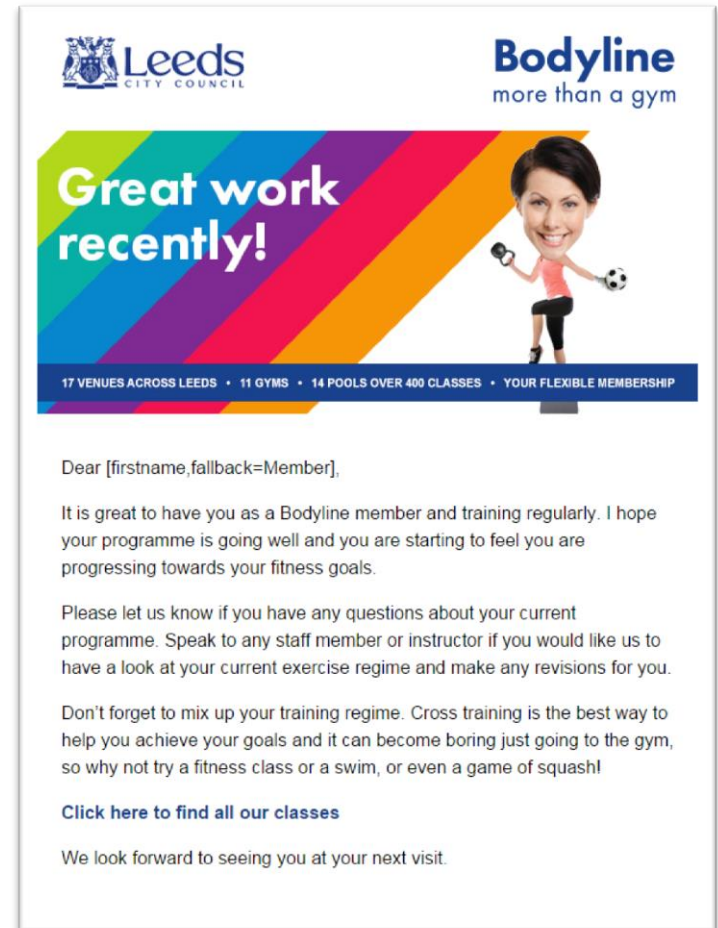 Leeds
CITY COUNCIL
Bodyline
more than a gym
Great work
recently!
17 VENUES ACROSS LEEDS • 11 GYMS • 14 POOLS OVER 400 CLASSES • YOUR FLEXIBLE MEMBERSHIP
Dear [firstname,fallback=Member],
It is great to have you as a Bodyline member and training regularly. I hope
your programme is going well and you are starting to feel you are
progressing towards your fitness goals.
Please let us know if you have any questions about your current
programme. Speak to any staff member or instructor if you would like us to
have a look at your current exercise regime and make any revisions for you.
Don't forget to mix up your training regime. Cross training is the best way to
help you achieve your goals and it can become boring just going to the gym,
so why not try a fitness class or a swim, or even a game of squash!
Click here to find all our classes
We look forward to seeing you at your next visit.